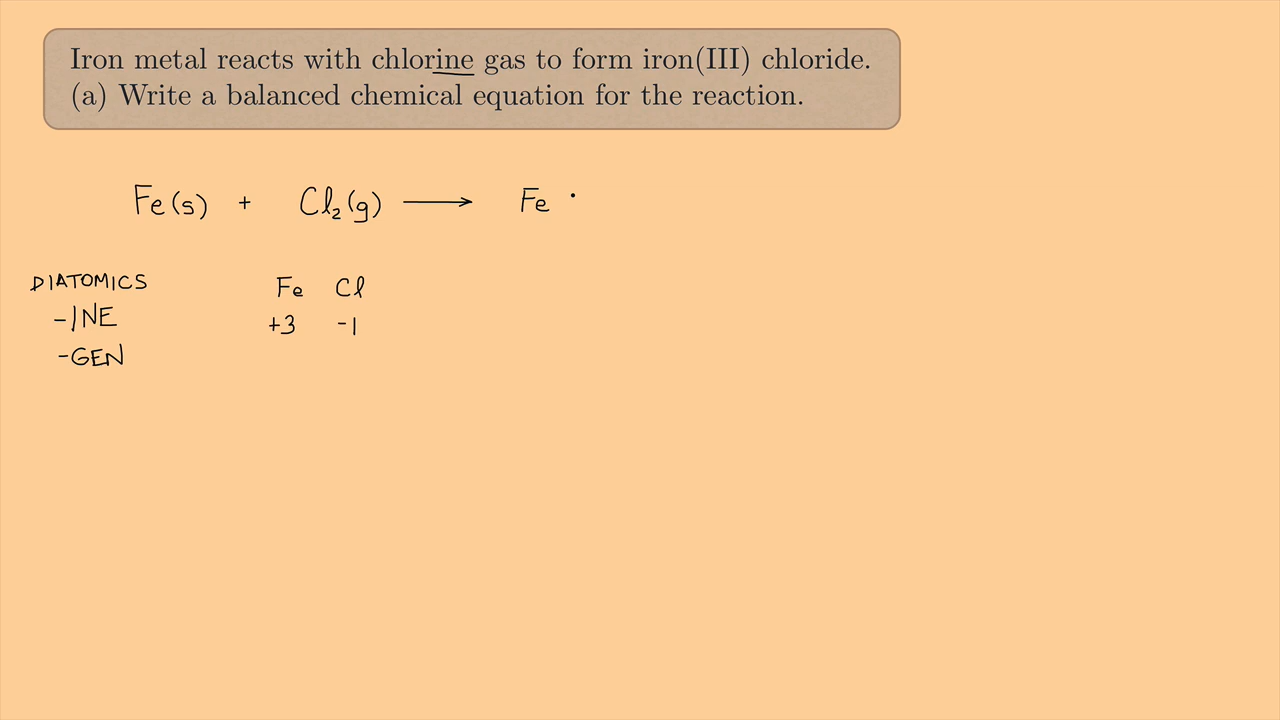 Iron metal reacts with chlorine gas to form iron(III) chloride.
(a) Write a balanced chemical equation for the reaction.
Fe(s) + Cl₂(g) ⟶ Fe
DIATOMICS
-INE
-GEN
Fe Cl
+3 -1